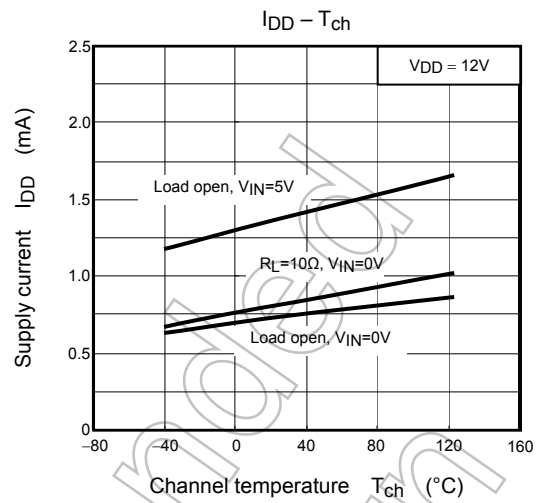 IDD – Tch
2.5
2.0
1.5
1.0
0.5
0
Supply current IDD (mA)
VDD = 12V
Load open, VIN=5V
RL=10Ω, VIN=0V
Load open, VIN=0V
−80 −40 0 40 80 120 160
Channel temperature Tch (°C)
nded